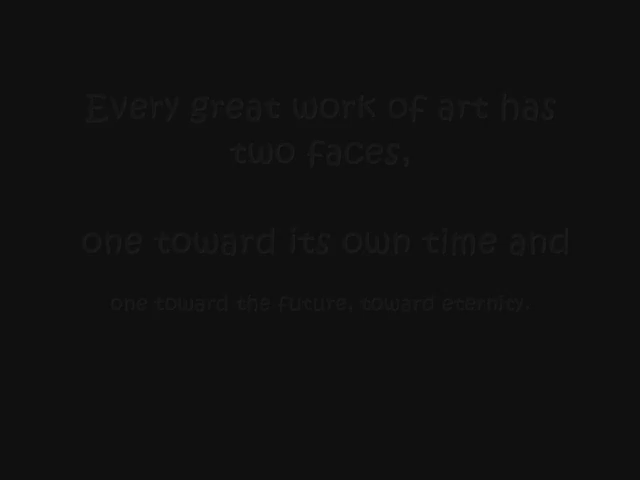 Every great work of art has
two faces,
one toward its own time and
one toward the future, toward eternity.